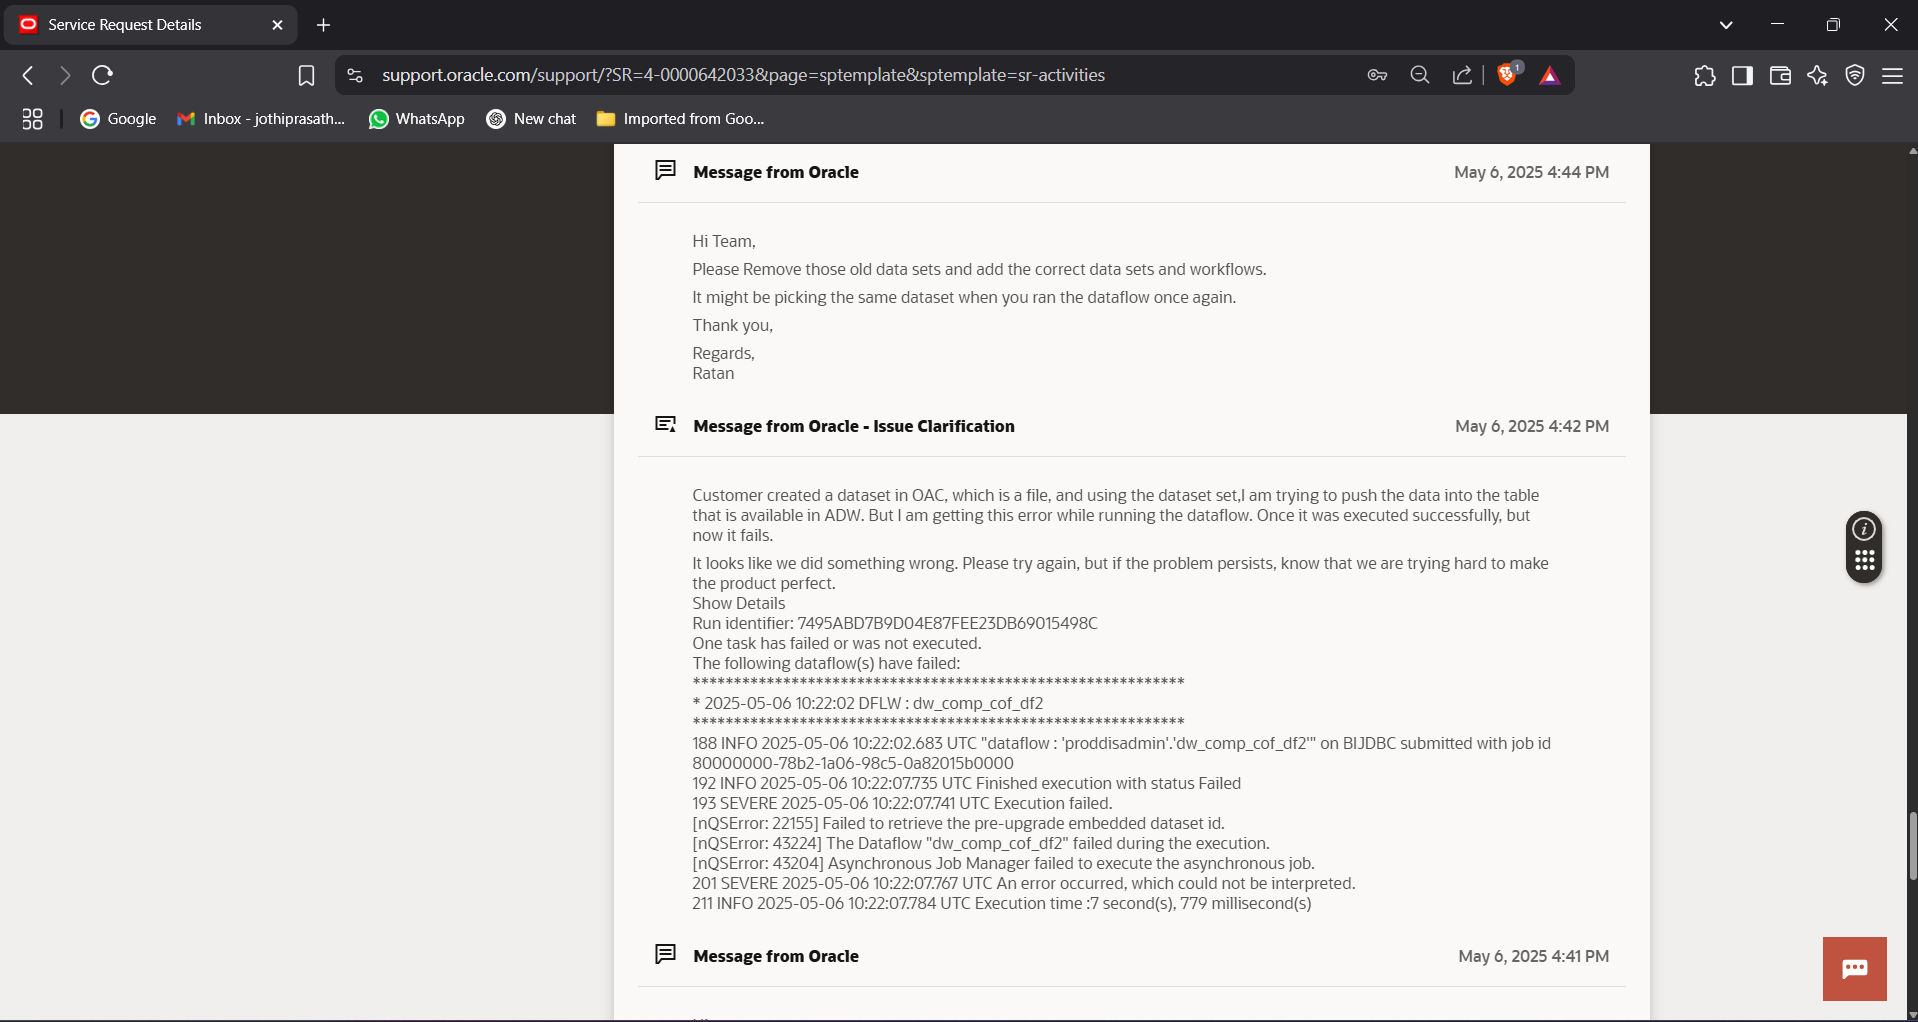 Service Request Details
support.oracle.com/support/?SR=4-0000642033&page=sptemplate&sptemplate=sr-activities
1
Google
Inbox - jothiprasath...
WhatsApp
New chat
Imported from Goo...
Message from Oracle
May 6, 2025 4:44 PM
Hi Team,
Please Remove those old data sets and add the correct data sets and workflows.
It might be picking the same dataset when you ran the dataflow once again.
Thank you,
Regards,
Ratan
Message from Oracle - Issue Clarification
May 6, 2025 4:42 PM
Customer created a dataset in OAC, which is a file, and using the dataset set,I am trying to push the data into the table
that is available in ADW. But I am getting this error while running the dataflow. Once it was executed successfully, but
now it fails.
It looks like we did something wrong. Please try again, but if the problem persists, know that we are trying hard to make
the product perfect.
Show Details
Run identifier: 7495ABD7B9D04E87FEE23DB69015498C
One task has failed or was not executed.
The following dataflow(s) have failed:
************************************************************
* 2025-05-06 10:22:02 DFLW : dw_comp_cof_df2
************************************************************
188 INFO 2025-05-06 10:22:02.683 UTC "dataflow : 'proddisadmin'.'dw_comp_cof_df2'" on BIJDBC submitted with job id
80000000-78b2-1a06-98c5-0a82015b0000
192 INFO 2025-05-06 10:22:07.735 UTC Finished execution with status Failed
193 SEVERE 2025-05-06 10:22:07.741 UTC Execution failed.
[nQSError: 22155] Failed to retrieve the pre-upgrade embedded dataset id.
[nQSError: 43224] The Dataflow "dw_comp_cof_df2" failed during the execution.
[nQSError: 43204] Asynchronous Job Manager failed to execute the asynchronous job.
201 SEVERE 2025-05-06 10:22:07.767 UTC An error occurred, which could not be interpreted.
211 INFO 2025-05-06 10:22:07.784 UTC Execution time :7 second(s), 779 millisecond(s)
Message from Oracle
May 6, 2025 4:41 PM